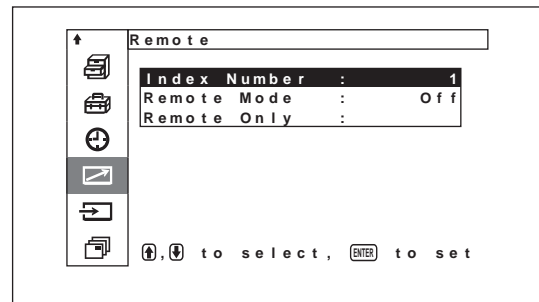 Remote
Index Number : 1
Remote Mode : Off
Remote Only :
, to select, ENTER to set